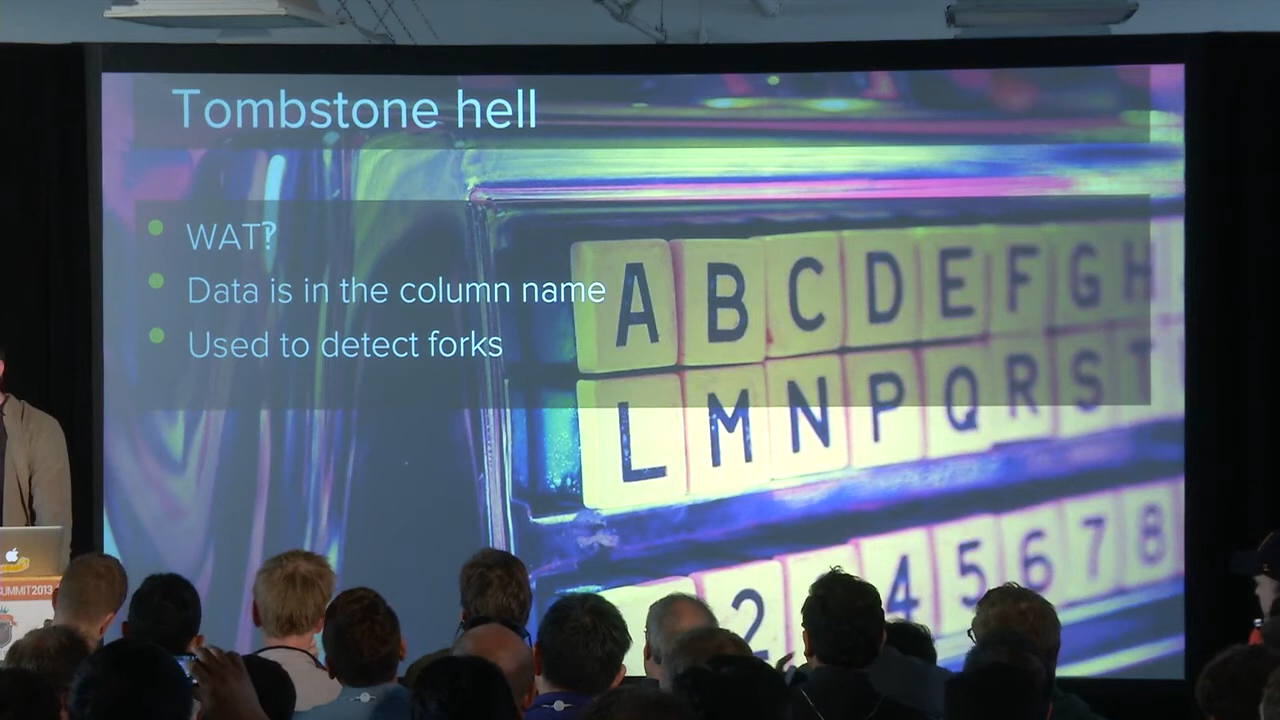 Tombstone hell
WAT‽
Data is in the column name
Used to detect forks
A B C D E F G H
L M N P Q R S T
2 4 5 6 7 8
SUMMIT2013